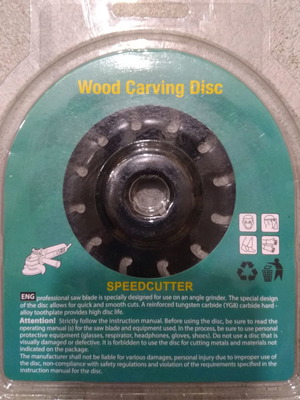 Wood Carving Disc
SPEEDCUTTER
ENG professional saw blade is specially designed for use on an angle grinder. The special design
of the disc allows for quick and smooth cuts. A reinforced tungsten carbide (YG8) carbide hard -
alloy toothplate provides high disc life.
Attention! Strictly follow the instruction manual. Before using the disc, be sure to read the
operating manual (s) for the saw blade and equipment used. In the process, be sure to use personal
protective equipment (glasses, respirator, headphones, gloves, shoes). Do not use a disc that is
visually damaged or defective. It is forbidden to use the disc for cutting metals and materials not
indicated on the package.
The manufacturer shall not be liable for various damages, personal injury due to improper use of
the disc, non-compliance with safety regulations and violation of the requirements specified in the
instruction manual for the disc.